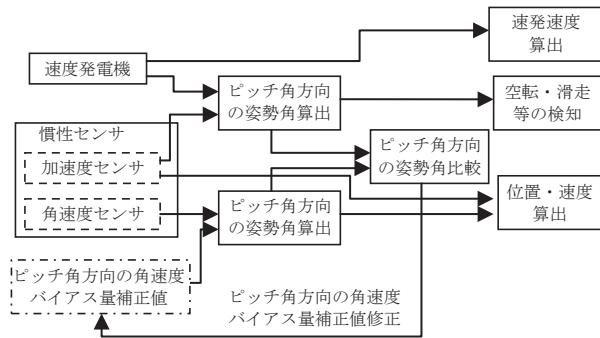 速発速度
算出
速度発電機
ピッチ角方向
の姿勢角算出
空転・滑走
等の検知
慣性センサ
加速度センサ
ピッチ角方向
の姿勢角比較
角速度センサ
ピッチ角方向
の姿勢角算出
位置・速度
算出
ピッチ角方向の角速度
バイアス量補正値
ピッチ角方向の角速度
バイアス量補正値修正